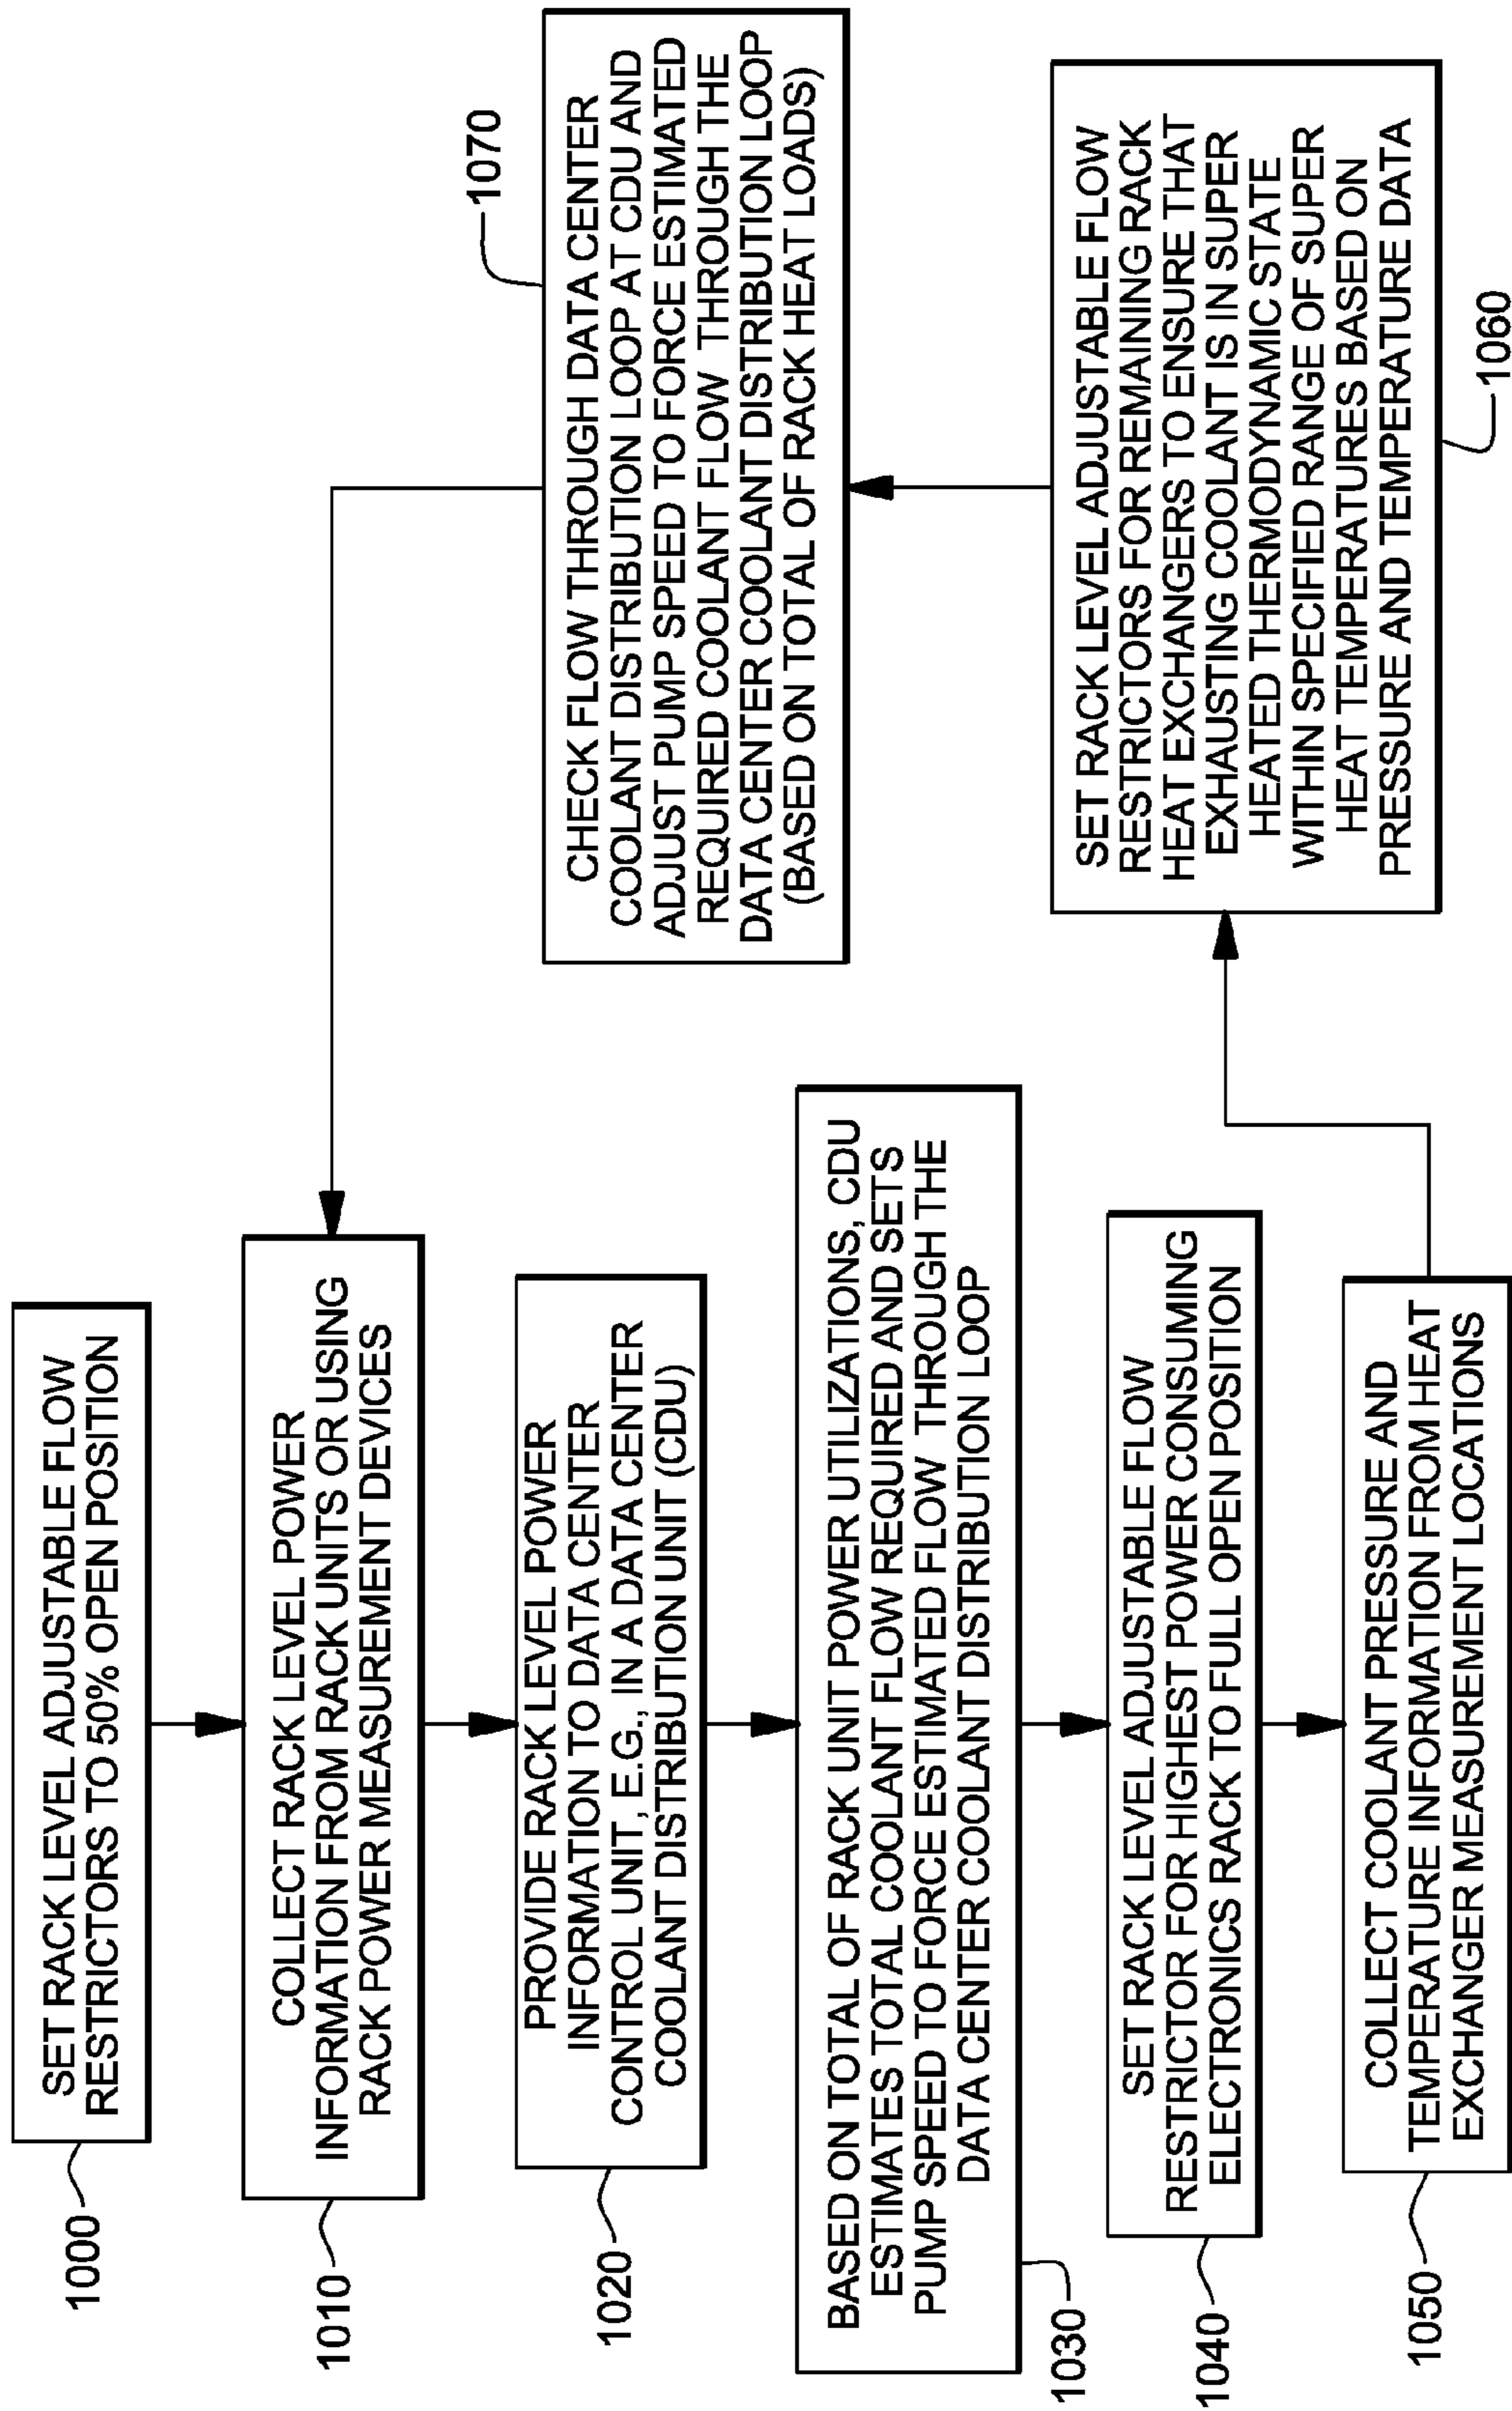 1000
SET RACK LEVEL ADJUSTABLE FLOW
RESTRICTORS TO 50% OPEN POSITION
1010
COLLECT RACK LEVEL POWER
INFORMATION FROM RACK UNITS OR USING
RACK POWER MEASUREMENT DEVICES
1020
PROVIDE RACK LEVEL POWER
INFORMATION TO DATA CENTER
CONTROL UNIT, E.G., IN A DATA CENTER
COOLANT DISTRIBUTION UNIT (CDU)
1030
BASED ON TOTAL OF RACK UNIT POWER UTILIZATIONS, CDU
ESTIMATES TOTAL COOLANT FLOW REQUIRED AND SETS
PUMP SPEED TO FORCE ESTIMATED FLOW THROUGH THE
DATA CENTER COOLANT DISTRIBUTION LOOP
1040
SET RACK LEVEL ADJUSTABLE FLOW
RESTRICTOR FOR HIGHEST POWER CONSUMING
ELECTRONICS RACK TO FULL OPEN POSITION
1050
COLLECT COOLANT PRESSURE AND
TEMPERATURE INFORMATION FROM HEAT
EXCHANGER MEASUREMENT LOCATIONS
1060
SET RACK LEVEL ADJUSTABLE FLOW
RESTRICTORS FOR REMAINING RACK
HEAT EXCHANGERS TO ENSURE THAT
EXHAUSTING COOLANT IS IN SUPER
HEATED THERMODYNAMIC STATE
WITHIN SPECIFIED RANGE OF SUPER
HEAT TEMPERATURES BASED ON
PRESSURE AND TEMPERATURE DATA
1070
CHECK FLOW THROUGH DATA CENTER
COOLANT DISTRIBUTION LOOP AT CDU AND
ADJUST PUMP SPEED TO FORCE ESTIMATED
REQUIRED COOLANT FLOW THROUGH THE
DATA CENTER COOLANT DISTRIBUTION LOOP
(BASED ON TOTAL OF RACK HEAT LOADS)